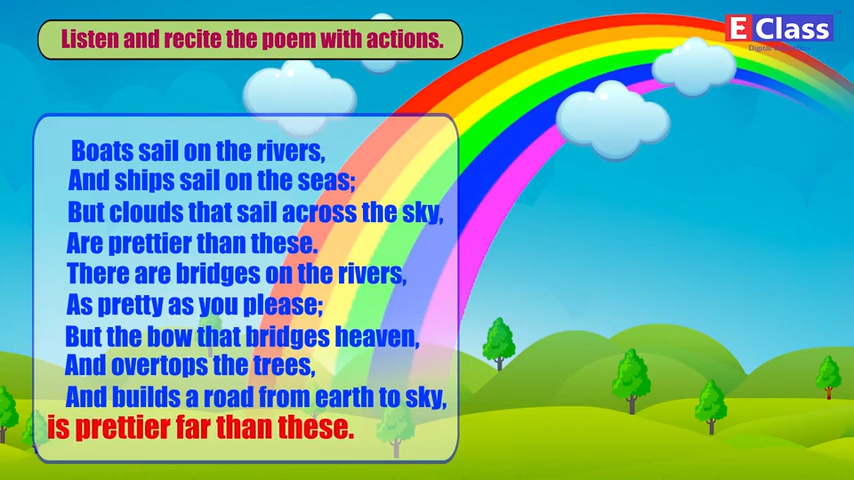 Listen and recite the poem with actions.
E Class
Boats sail on the rivers,
And ships sail on the seas;
But clouds that sail across the sky,
Are prettier than these.
There are bridges on the rivers,
As pretty as you please;
But the bow that bridges heaven,
And overtops the trees,
And builds a road from earth to sky,
is prettier far than these.